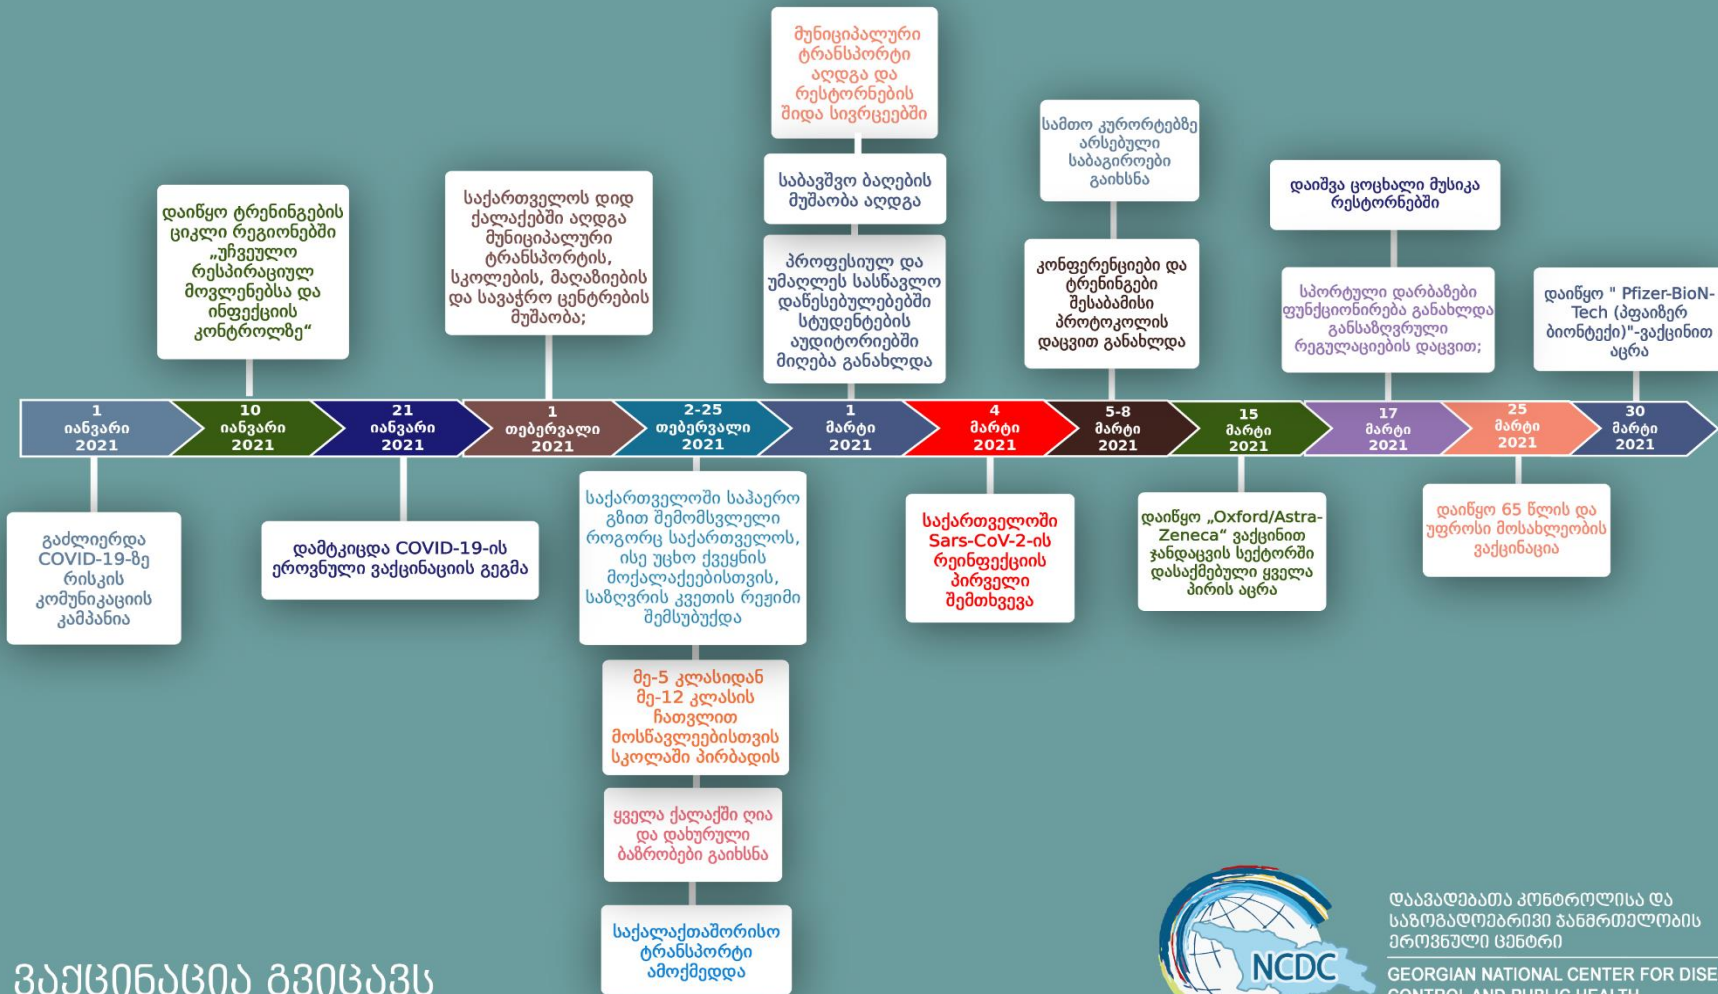 მუნიციპალური
ტრანსპორტი
აღდგა და
რესტორნების
შიდა სივრცეებში
საბავშვო ბაღების
მუშაობა აღდგა
პროფესიულ და
უმაღლეს სასწავლო
დაწესებულებებში
სტუდენტების
აუდიტორიებში
მიღება განახლდა
დაიწყო ტრენინგების
ციკლი რეგიონებში
„უჩვეულო
რესპირაციულ
მოვლენებსა და
ინფექციის
კონტროლზე“
საქართველოს დიდ
ქალაქებში აღდგა
მუნიციპალური
ტრანსპორტის,
სკოლების, მაღაზიების
და სავაჭრო ცენტრების
მუშაობა;
სამთო კურორტებზე
არსებული
საბაგიროები
გაიხსნა
კონფერენციები და
ტრენინგები
შესაბამისი
პროტოკოლის
დაცვით განახლდა
დაიშვა ცოცხალი მუსიკა
რესტორნებში
სპორტული დარბაზები
ფუნქციონირება განახლდა
განსაზღვრული
რეგულაციების დაცვით;
დაიწყო " Pfizer-BioN-
Tech (პფაიზერ
ბიონტექი)"-ვაქცინით
აცრა
1
იანვარი
2021
10
იანვარი
2021
21
იანვარი
2021
1
თებერვალი
2021
2-25
თებერვალი
2021
1
მარტი
2021
4
მარტი
2021
5-8
მარტი
2021
15
მარტი
2021
17
მარტი
2021
25
მარტი
2021
30
მარტი
2021
გაძლიერდა
COVID-19-ზე
რისკის
კომუნიკაციის
კამპანია
დამტკიცდა COVID-19-ის
ეროვნული ვაქცინაციის გეგმა
საქართველოში საჰაერო
გზით შემომსვლელი
როგორც საქართველოს,
ისე უცხო ქვეყნის
მოქალაქეებისთვის,
საზღვრის კვეთის რეჟიმი
შემსუბუქდა
მე-5 კლასიდან
მე-12 კლასის
ჩათვლით
მოსწავლეებისთვის
სკოლაში პირბადის
ყველა ქალაქში ღია
და დახურული
ბაზრობები გაიხსნა
საქალაქთაშორისო
ტრანსპორტი
ამოქმედდა
საქართველოში
Sars-CoV-2-ის
რეინფექციის
პირველი
შემთხვევა
დაიწყო „Oxford/Astra-
Zeneca“ ვაქცინით
ჯანდაცვის სექტორში
დასაქმებული ყველა
პირის აცრა
დაიწყო 65 წლის და
უფროსი მოსახლეობის
ვაქცინაცია
ვაქცინაცია გვიცავს
NCDC
დაავადებათა კონტროლისა და
საზოგადოებრივი ჯანმრთელობის
ეროვნული ცენტრი
GEORGIAN NATIONAL CENTER FOR DISE
CONTROL AND PUBLIC HEALTH